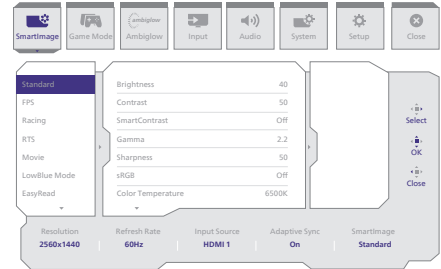 SmartImage
Game Mode
ambiglow
Ambiglow
Input
Audio
System
Setup
Close
Standard
FPS
Racing
RTS
Movie
LowBlue Mode
EasyRead
Brightness 40
Contrast 50
SmartContrast Off
Gamma 2.2
Sharpness 50
sRGB Off
Color Temperature 6500K
Select
OK
Close
Resolution Refresh Rate Input Source Adaptive Sync SmartImage
2560x1440 60Hz HDMI 1 On Standard